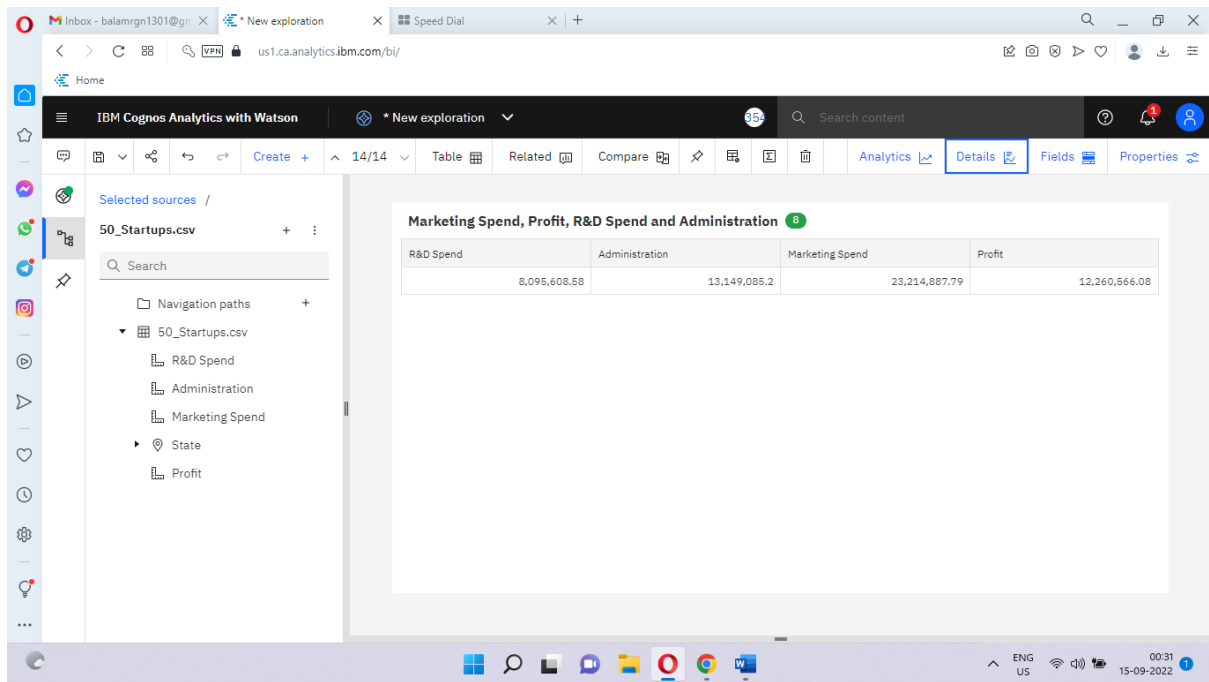 Inbox - balamrgn1301@gn
* New exploration
Speed Dial
VPN
us1.ca.analytics.ibm.com/bi/
Home
IBM Cognos Analytics with Watson
* New exploration
354
Search content
1
Create +
14/14
Table
Related
Compare
Analytics
Details
Fields
Properties
Selected sources /
50_Startups.csv
Search
Navigation paths
50_Startups.csv
R&D Spend
Administration
Marketing Spend
State
Profit
Marketing Spend, Profit, R&D Spend and Administration 8
R&D Spend Administration Marketing Spend Profit
8,095,608.58 13,149,085.2 23,214,887.79 12,260,566.08
ENG
US
00:31
15-09-2022
1